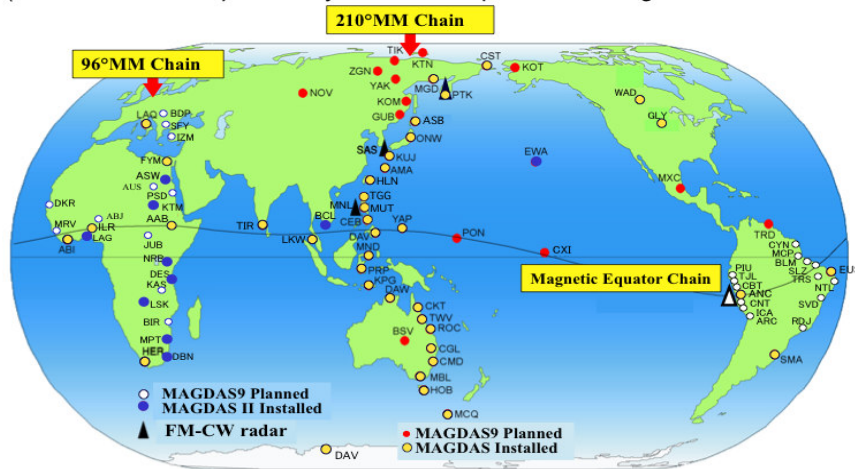 210°MM Chain
96°MM Chain
TIK
KTN
CST
KOT
ZGN
YAK
MGD
PTK
NOV
KOM
GUB
ASB
ONW
WAD
GLY
LAQ
BDP
SFY
IZM
SAS
KUJ
EWA
AMA
MXC
FYM
ASW
AUS
PSD
KTM
HLN
TGG
MNL
MUT
DKR
MRV
ABJ
ILR
AAB
TIR
BCL
CEB
YAP
TRD
ABI
LAG
LKW
DAV
PON
CXI
CYN
MCP
BLM
JUB
NRB
MND
Magnetic Equator Chain
PIU
TJL
CBT
SLZ
TRS
EUS
NTL
DES
KAS
PRP
KPG
DAW
ANC
CNT
ICA
ARC
SVD
LSK
BIR
CKT
TWV
ROC
BSV
RDJ
MPT
HER
DBN
CGL
CMD
SMA
MBL
HOB
MAGDAS9 Planned
MAGDAS II Installed
FM-CW radar
MCQ
MAGDAS9 Planned
MAGDAS Installed
DAV